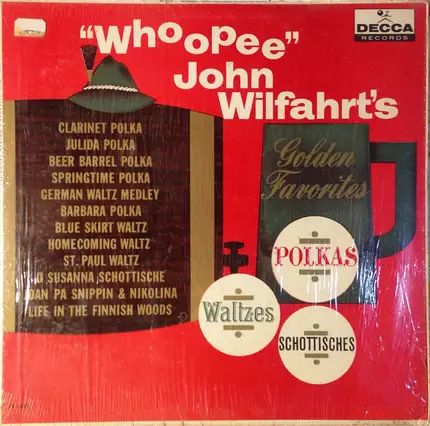 "Whoopee"
John
Wilfahrt's
DECCA
RECORDS
CLARINET POLKA
JULIDA POLKA
BEER BARREL POLKA
SPRINGTIME POLKA
GERMAN WALTZ MEDLEY
BARBARA POLKA
BLUE SKIRT WALTZ
HOMECOMING WALTZ
ST. PAUL WALTZ
O SUSANNA SCHOTTISCHE
JOAN PA SNIPPIN & NIKOLINA
LIFE IN THE FINNISH WOODS
Golden
Favorites
POLKAS
Waltzes
SCHOTTISCHES